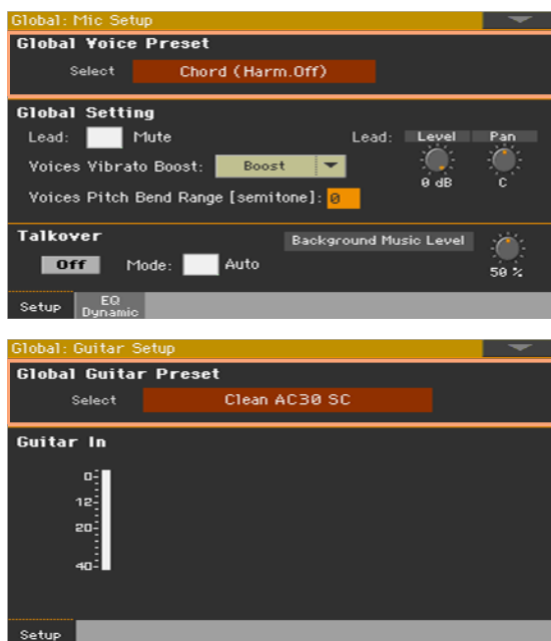 Global: Mic Setup
Global Voice Preset
Select Chord (Harm.Off)
Global Setting
Lead: Mute Lead: Level Pan
Voices Vibrato Boost: Boost
0 dB C
Voices Pitch Bend Range [semitone]: 0
Talkover Background Music Level
Off Mode: Auto
50 %
Setup EQ Dynamic
Global: Guitar Setup
Global Guitar Preset
Select Clean AC30 SC
Guitar In
0
12
20
40
Setup